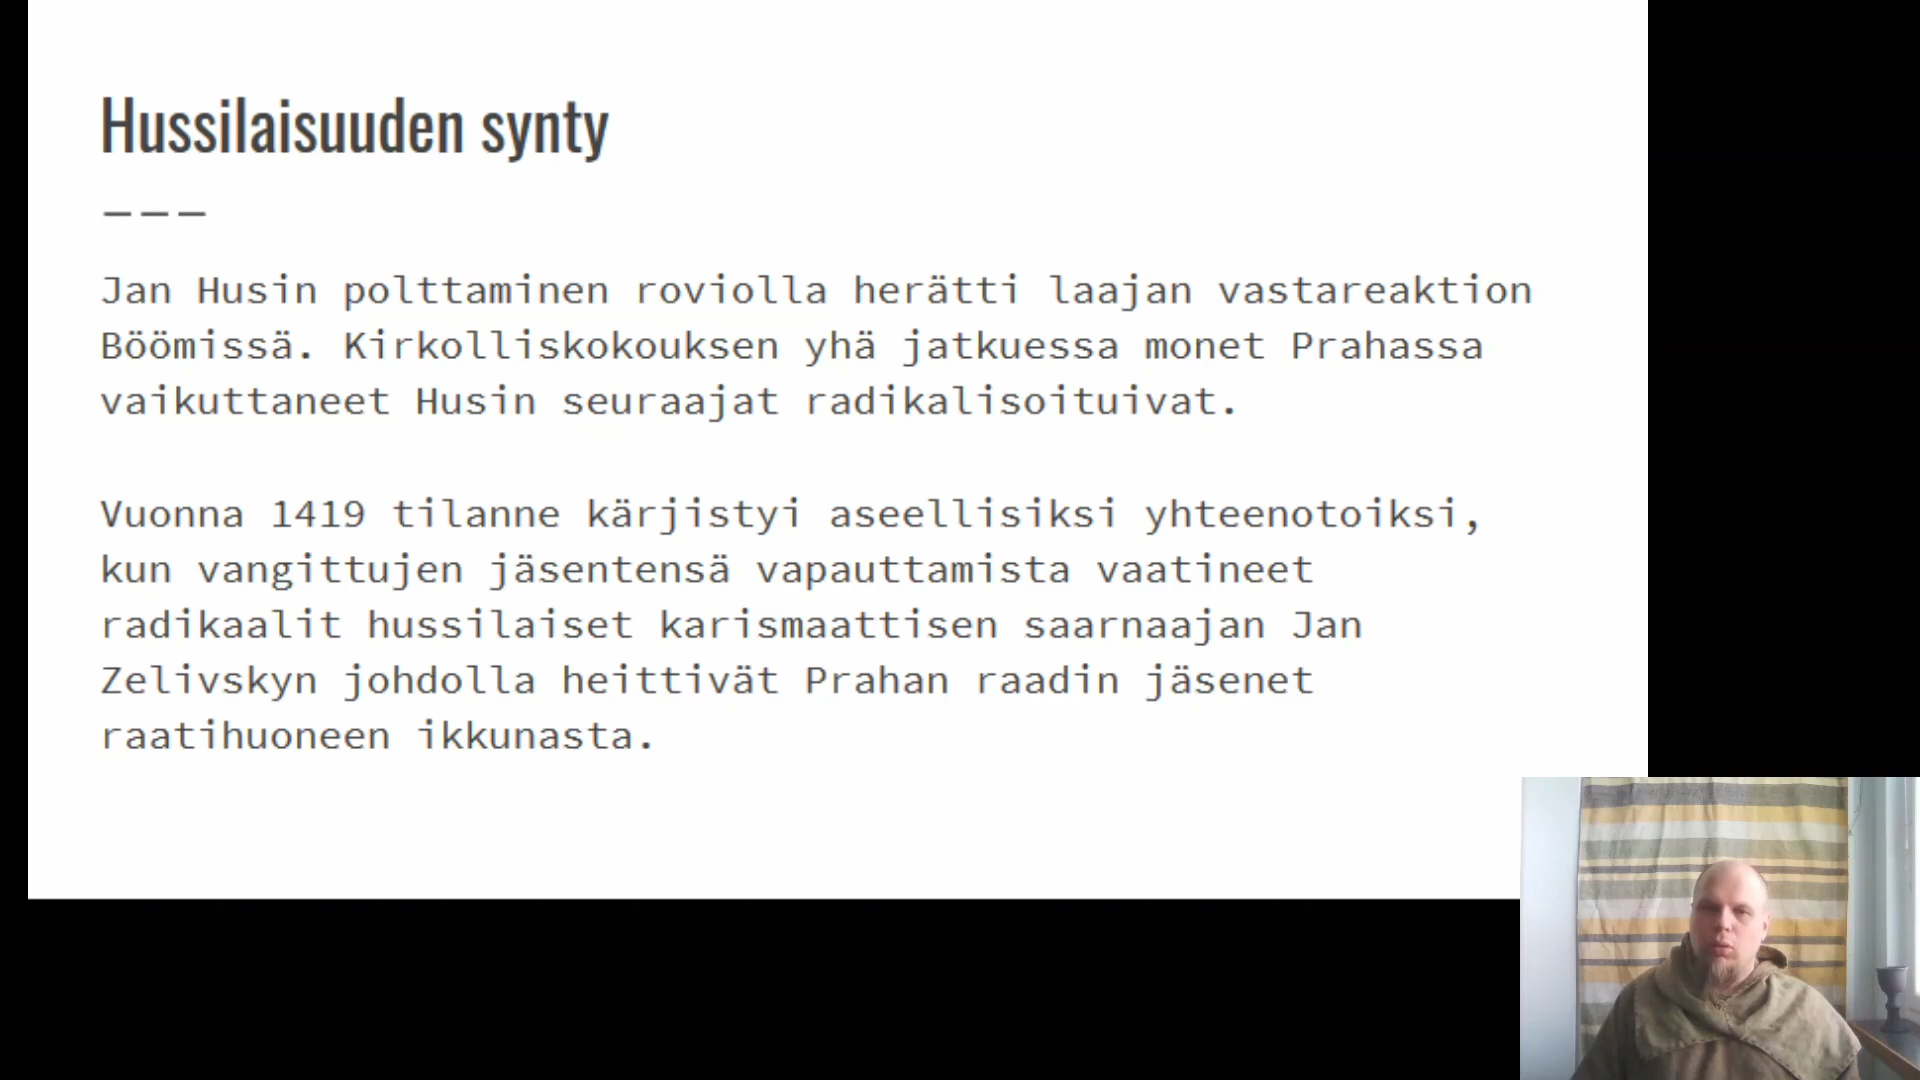 Hussilaisuuden synty
———
Jan Husin polttaminen roviolla herätti laajan vastareaktion
Böömissä. Kirkolliskokouksen yhä jatkuessa monet Prahassa
vaikuttaneet Husin seuraajat radikalisoituivat.
Vuonna 1419 tilanne kärjistyi aseellisiksi yhteenotoiksi,
kun vangittujen jäsentensä vapauttamista vaatineet
radikaalit hussilaiset karismaattisen saarnaajan Jan
Zelivskyn johdolla heittivät Prahan raadin jäsenet
raatihuoneen ikkunasta.